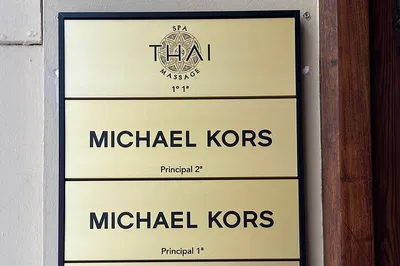 SPA
THAI
MASSAGE
1º 1ª
MICHAEL KORS
Principal 2ª
MICHAEL KORS
Principal 1ª